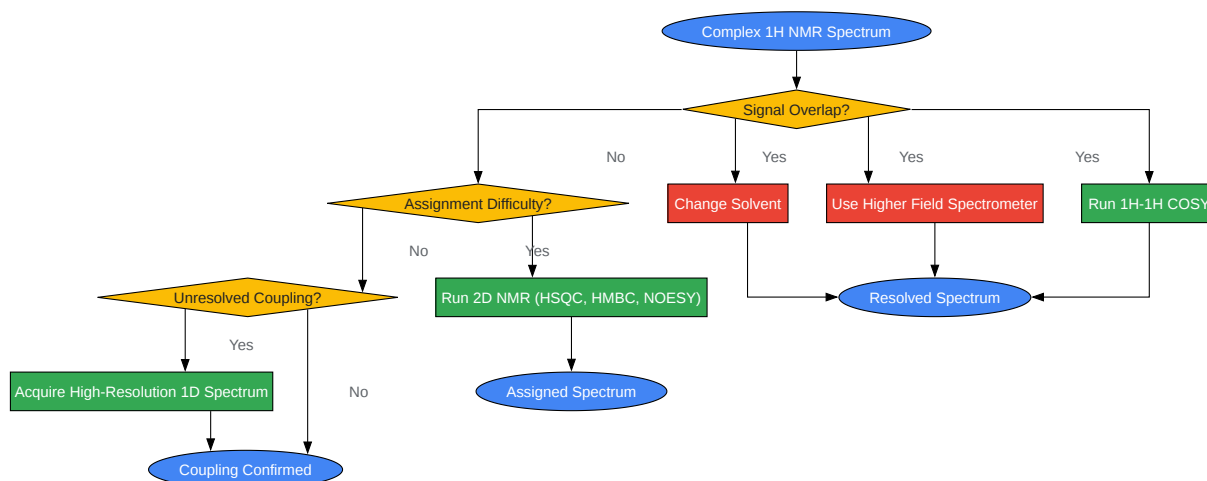 Complex 1H NMR Spectrum
Signal Overlap?
No
Yes
Yes
Yes
Assignment Difficulty?
Change Solvent
Use Higher Field Spectrometer
Run 1H-1H COSY
No
Yes
Unresolved Coupling?
Run 2D NMR (HSQC, HMBC, NOESY)
Resolved Spectrum
Yes
No
Acquire High-Resolution 1D Spectrum
Assigned Spectrum
Coupling Confirmed